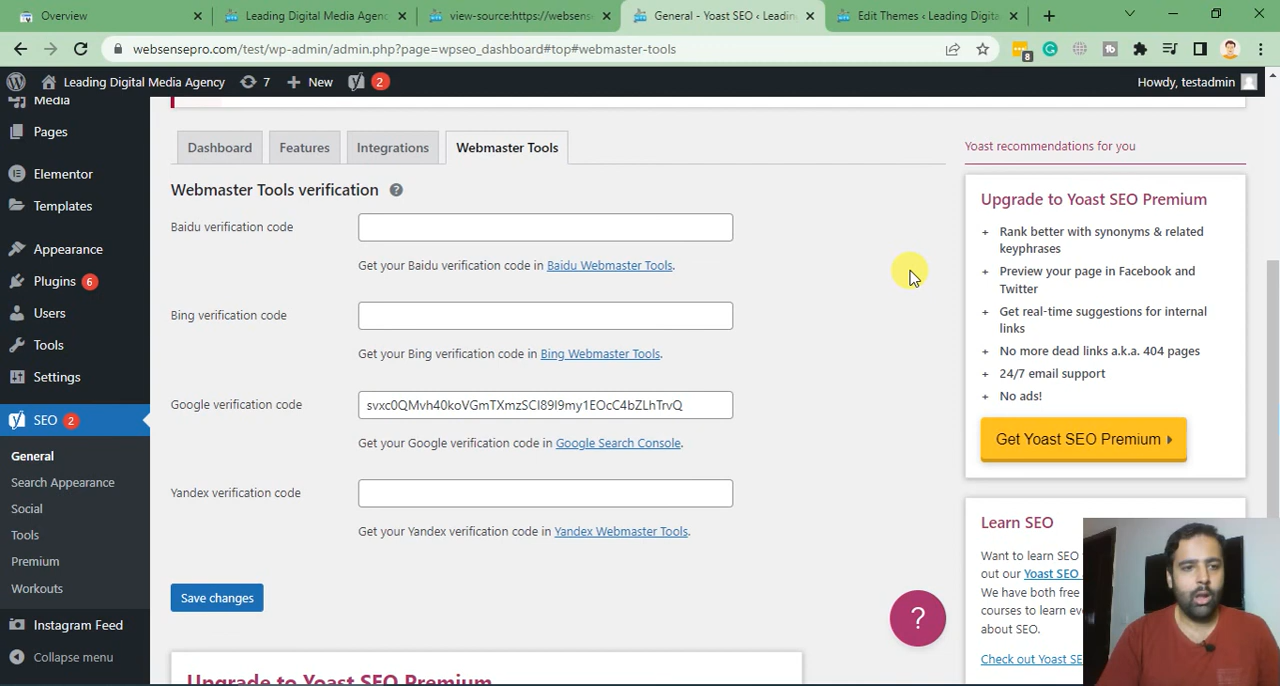 Overview
Leading Digital Media Agenc
view-source:https://websens
General - Yoast SEO ‹ Leadin
Edit Themes ‹ Leading Digita
websensepro.com/test/wp-admin/admin.php?page=wpseo_dashboard#top#webmaster-tools
8
Leading Digital Media Agency
7
New
2
Howdy, testadmin
Media
Pages
Elementor
Templates
Appearance
Plugins 6
Users
Tools
Settings
SEO 2
General
Search Appearance
Social
Tools
Premium
Workouts
Instagram Feed
Collapse menu
Dashboard
Features
Integrations
Webmaster Tools
Webmaster Tools verification ?
Baidu verification code
Get your Baidu verification code in Baidu Webmaster Tools.
Bing verification code
Get your Bing verification code in Bing Webmaster Tools.
Google verification code
svxc0QMvh40koVGmTXmzSCI89I9my1EOcC4bZLhTrvQ
Get your Google verification code in Google Search Console.
Yandex verification code
Get your Yandex verification code in Yandex Webmaster Tools.
Save changes
Upgrade to Yoast SEO Premium
?
Yoast recommendations for you
Upgrade to Yoast SEO Premium
+ Rank better with synonyms & related
keyphrases
+ Preview your page in Facebook and
Twitter
+ Get real-time suggestions for internal
links
+ No more dead links a.k.a. 404 pages
+ 24/7 email support
+ No ads!
Get Yoast SEO Premium
Learn SEO
Want to learn SEO
out our Yoast SEO
We have both free
courses to learn eve
about SEO.
Check out Yoast SE